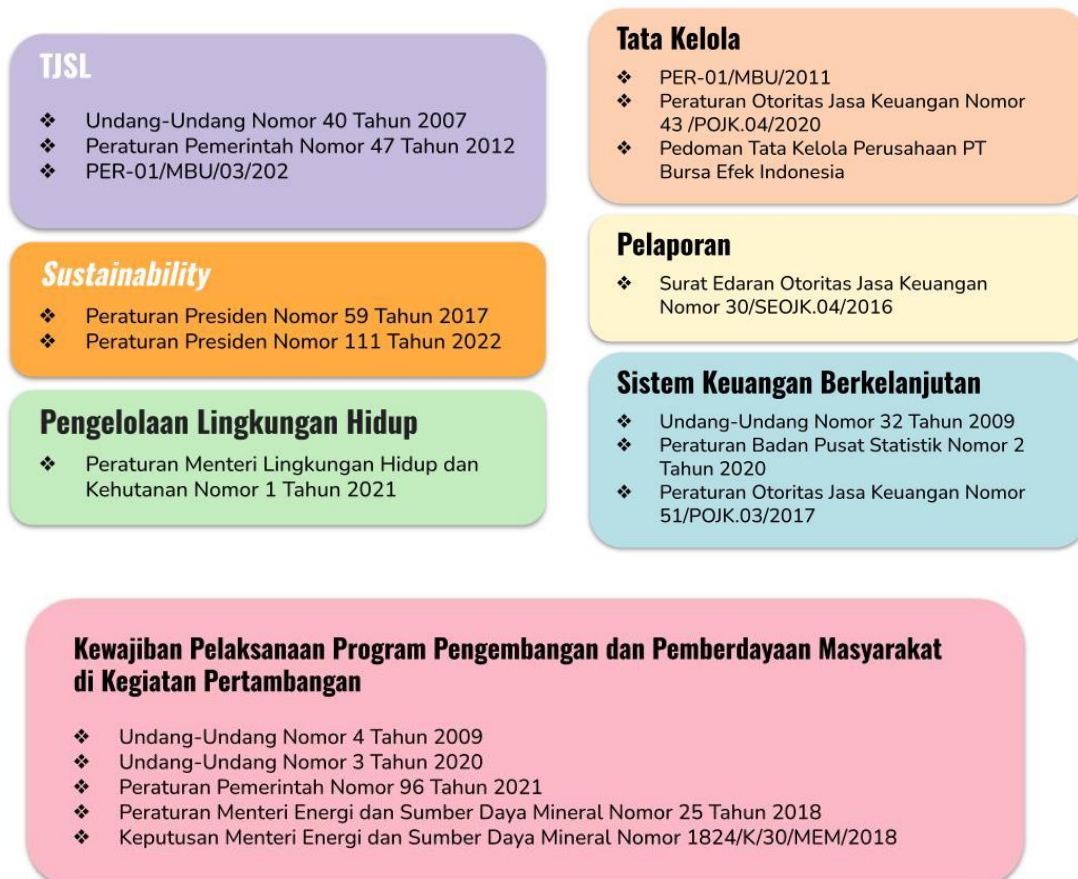 TJSL
❖ Undang-Undang Nomor 40 Tahun 2007
❖ Peraturan Pemerintah Nomor 47 Tahun 2012
❖ PER-01/MBU/03/202
Sustainability
❖ Peraturan Presiden Nomor 59 Tahun 2017
❖ Peraturan Presiden Nomor 111 Tahun 2022
Pengelolaan Lingkungan Hidup
❖ Peraturan Menteri Lingkungan Hidup dan
Kehutanan Nomor 1 Tahun 2021
Tata Kelola
❖ PER-01/MBU/2011
❖ Peraturan Otoritas Jasa Keuangan Nomor
43 /POJK.04/2020
❖ Pedoman Tata Kelola Perusahaan PT
Bursa Efek Indonesia
Pelaporan
❖ Surat Edaran Otoritas Jasa Keuangan
Nomor 30/SEOJK.04/2016
Sistem Keuangan Berkelanjutan
❖ Undang-Undang Nomor 32 Tahun 2009
❖ Peraturan Badan Pusat Statistik Nomor 2
Tahun 2020
❖ Peraturan Otoritas Jasa Keuangan Nomor
51/POJK.03/2017
Kewajiban Pelaksanaan Program Pengembangan dan Pemberdayaan Masyarakat
di Kegiatan Pertambangan
❖ Undang-Undang Nomor 4 Tahun 2009
❖ Undang-Undang Nomor 3 Tahun 2020
❖ Peraturan Pemerintah Nomor 96 Tahun 2021
❖ Peraturan Menteri Energi dan Sumber Daya Mineral Nomor 25 Tahun 2018
❖ Keputusan Menteri Energi dan Sumber Daya Mineral Nomor 1824/K/30/MEM/2018